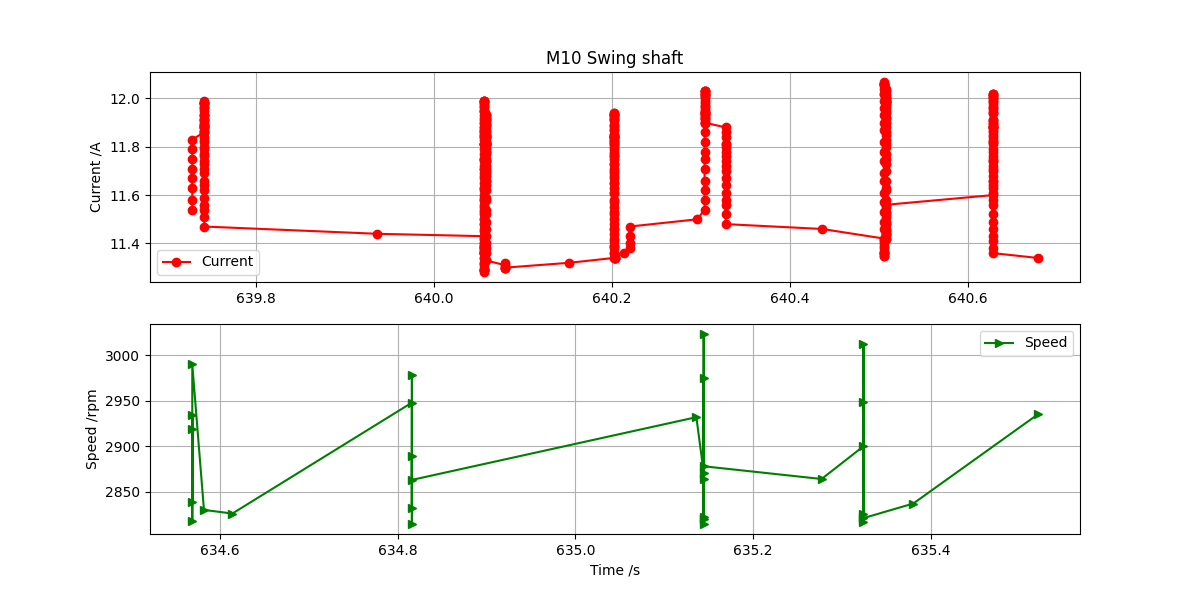 M10 Swing shaft
Current /A
12.0
11.8
11.6
11.4
Current
639.8 640.0 640.2 640.4 640.6
Speed /rpm
3000
2950
2900
2850
Speed
634.6 634.8 635.0 635.2 635.4
Time /s